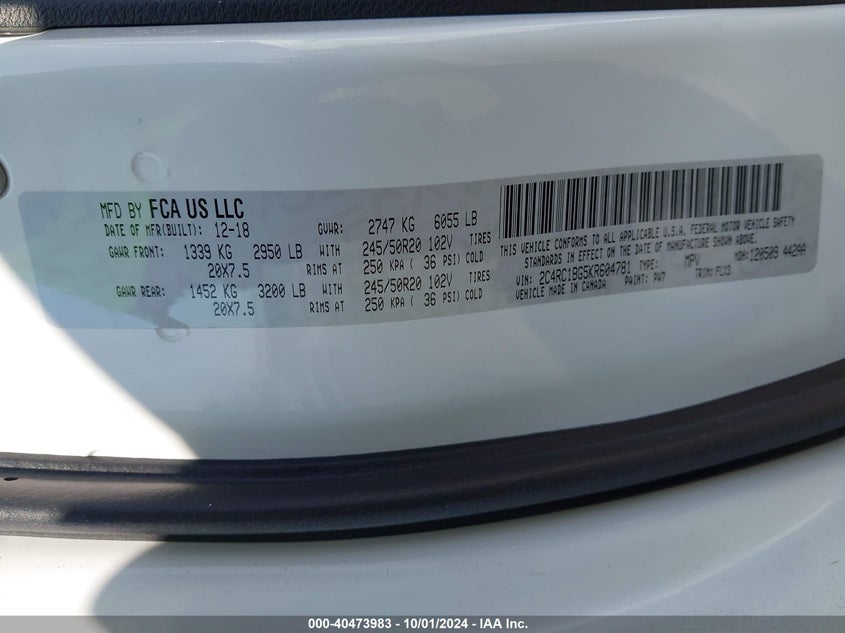 MFD BY FCA US LLC
DATE OF MFR(BUILT): 12-18 GVWR: 2747 KG 6055 LB
GAWR FRONT: 1339 KG 2950 LB WITH 245/50R20 102V TIRES
20X7.5 RIMS AT 250 KPA ( 36 PSI) COLD
GAWR REAR: 1452 KG 3200 LB WITH 245/50R20 102V TIRES
20X7.5 RIMS AT 250 KPA ( 36 PSI) COLD
THIS VEHICLE CONFORMS TO ALL APPLICABLE U.S.A. FEDERAL MOTOR VEHICLE SAFETY
STANDARDS IN EFFECT ON THE DATE OF MANUFACTURE SHOWN ABOVE.
VIN: 2C4RC1BG5KR604781 TYPE: MPV MDH: 120509 442AA
VEHICLE MADE IN CANADA PAINT: PW7 TRIM: FLX3
000-40473983 - 10/01/2024 - IAA Inc.